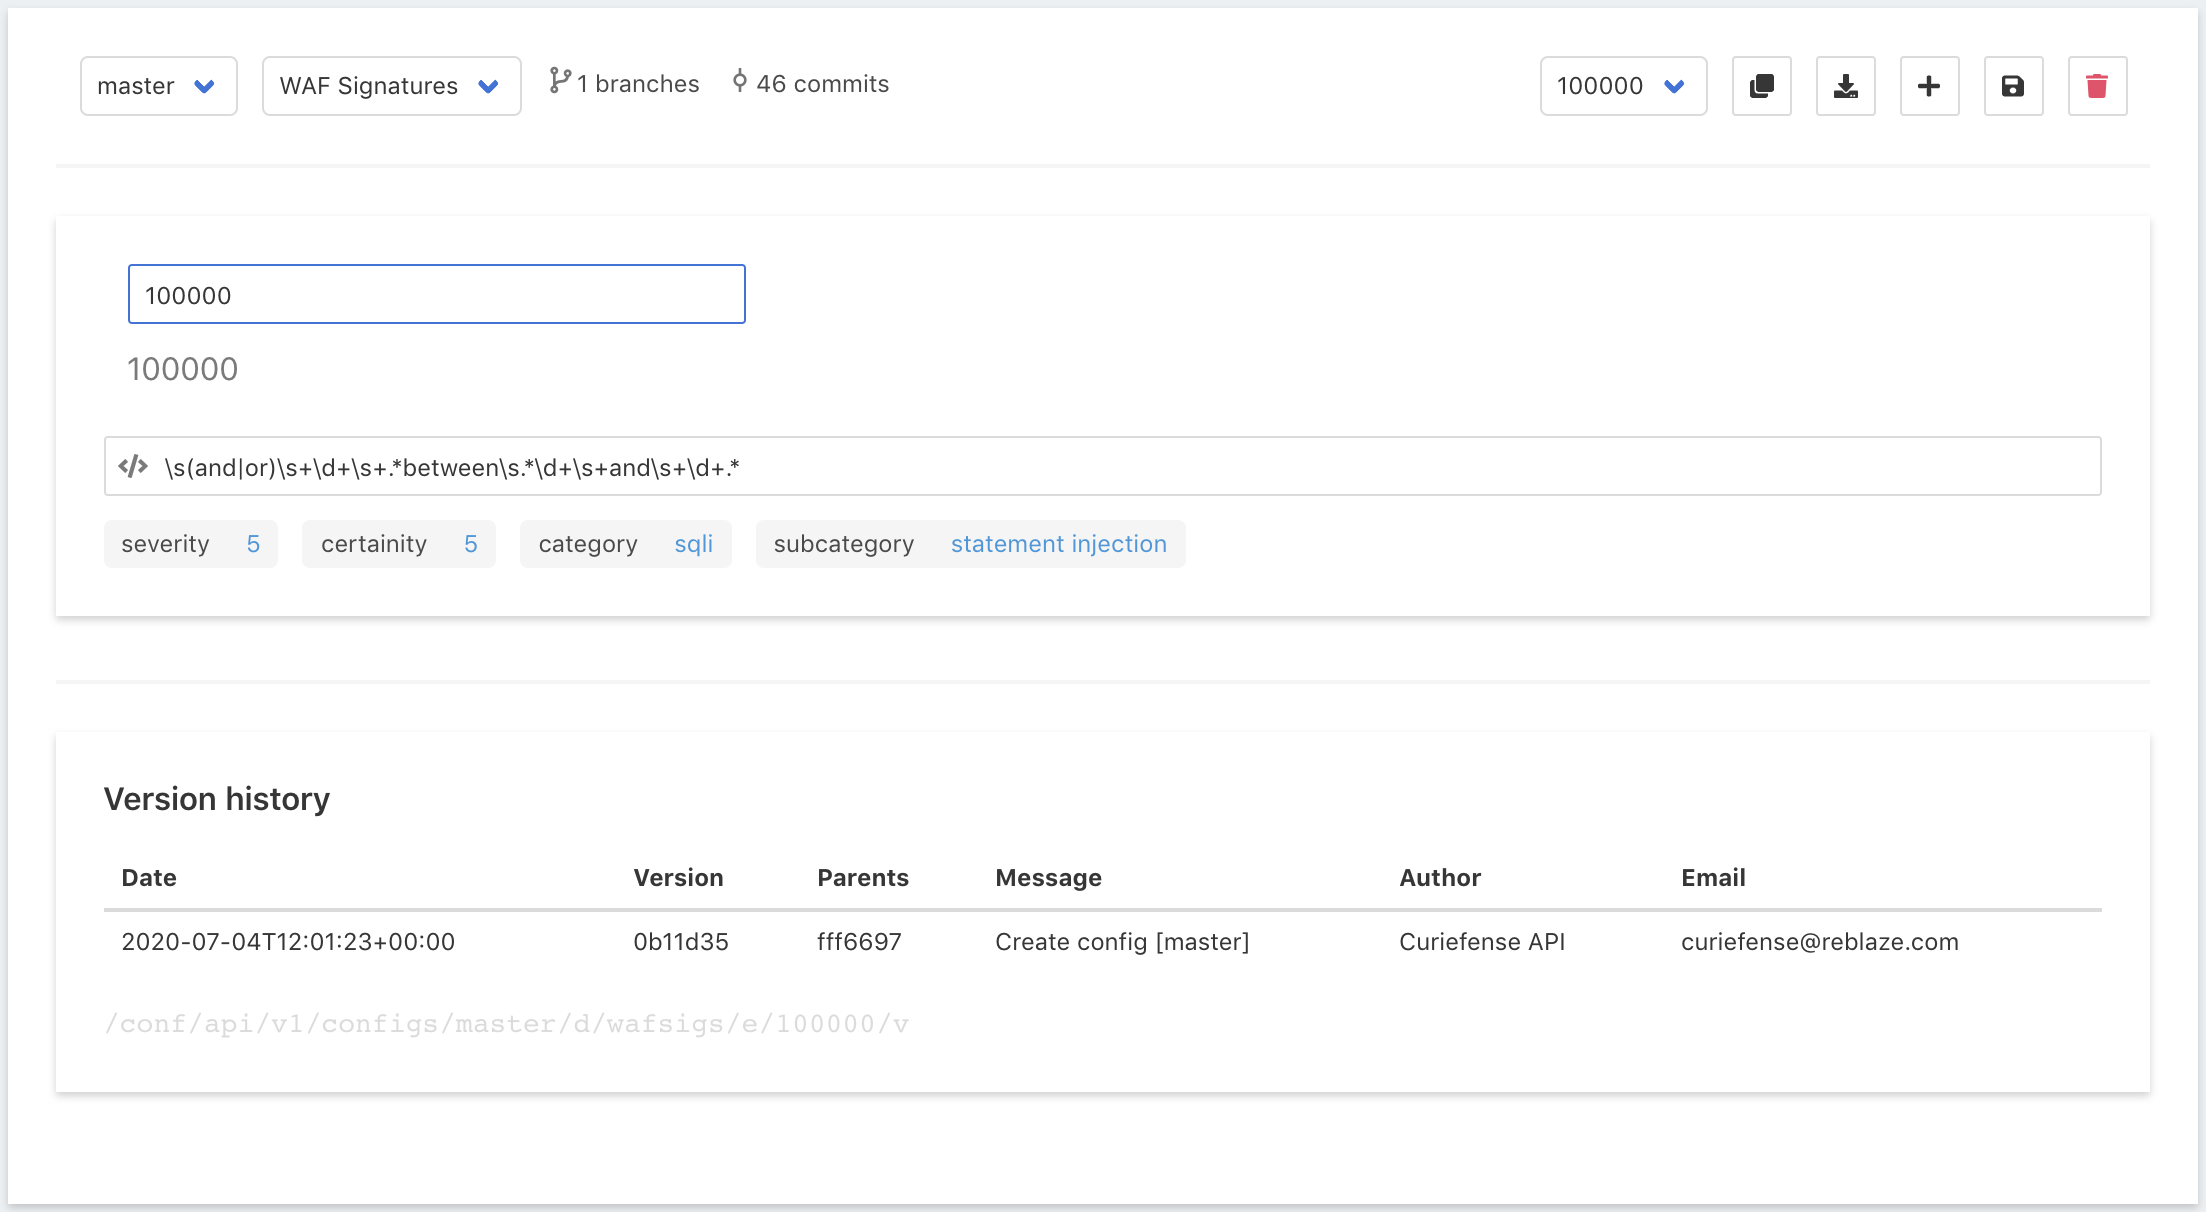 master WAF Signatures 1 branches 46 commits 100000
100000
100000
\s(and|or)\s+\d+\s+.*between\s.*\d+\s+and\s+\d+.*
severity 5 certainity 5 category sqli subcategory statement injection
Version history
Date Version Parents Message Author Email
2020-07-04T12:01:23+00:00 0b11d35 fff6697 Create config [master] Curiefense API curiefense@reblaze.com
/conf/api/v1/configs/master/d/wafsigs/e/100000/v